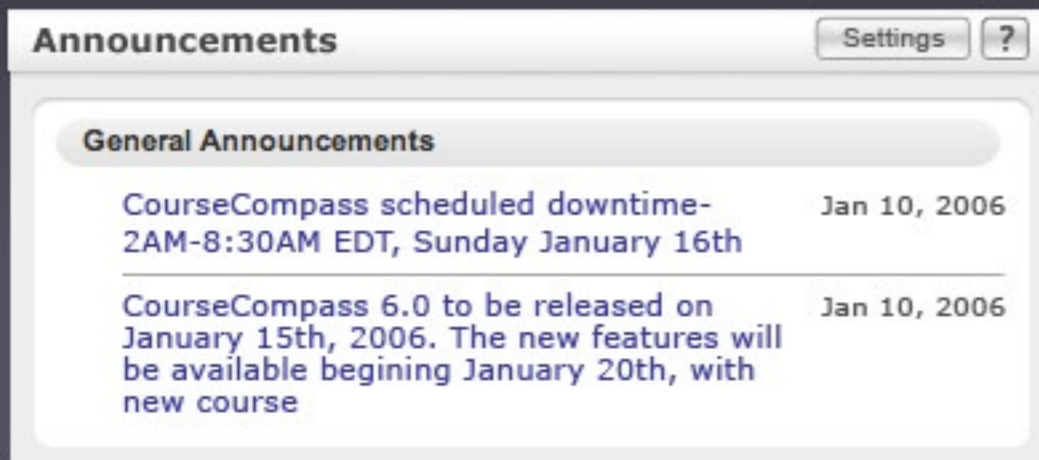 Announcements
Settings
?
General Announcements
CourseCompass scheduled downtime-
2AM-8:30AM EDT, Sunday January 16th
Jan 10, 2006
CourseCompass 6.0 to be released on
January 15th, 2006. The new features will
be available begining January 20th, with
new course
Jan 10, 2006